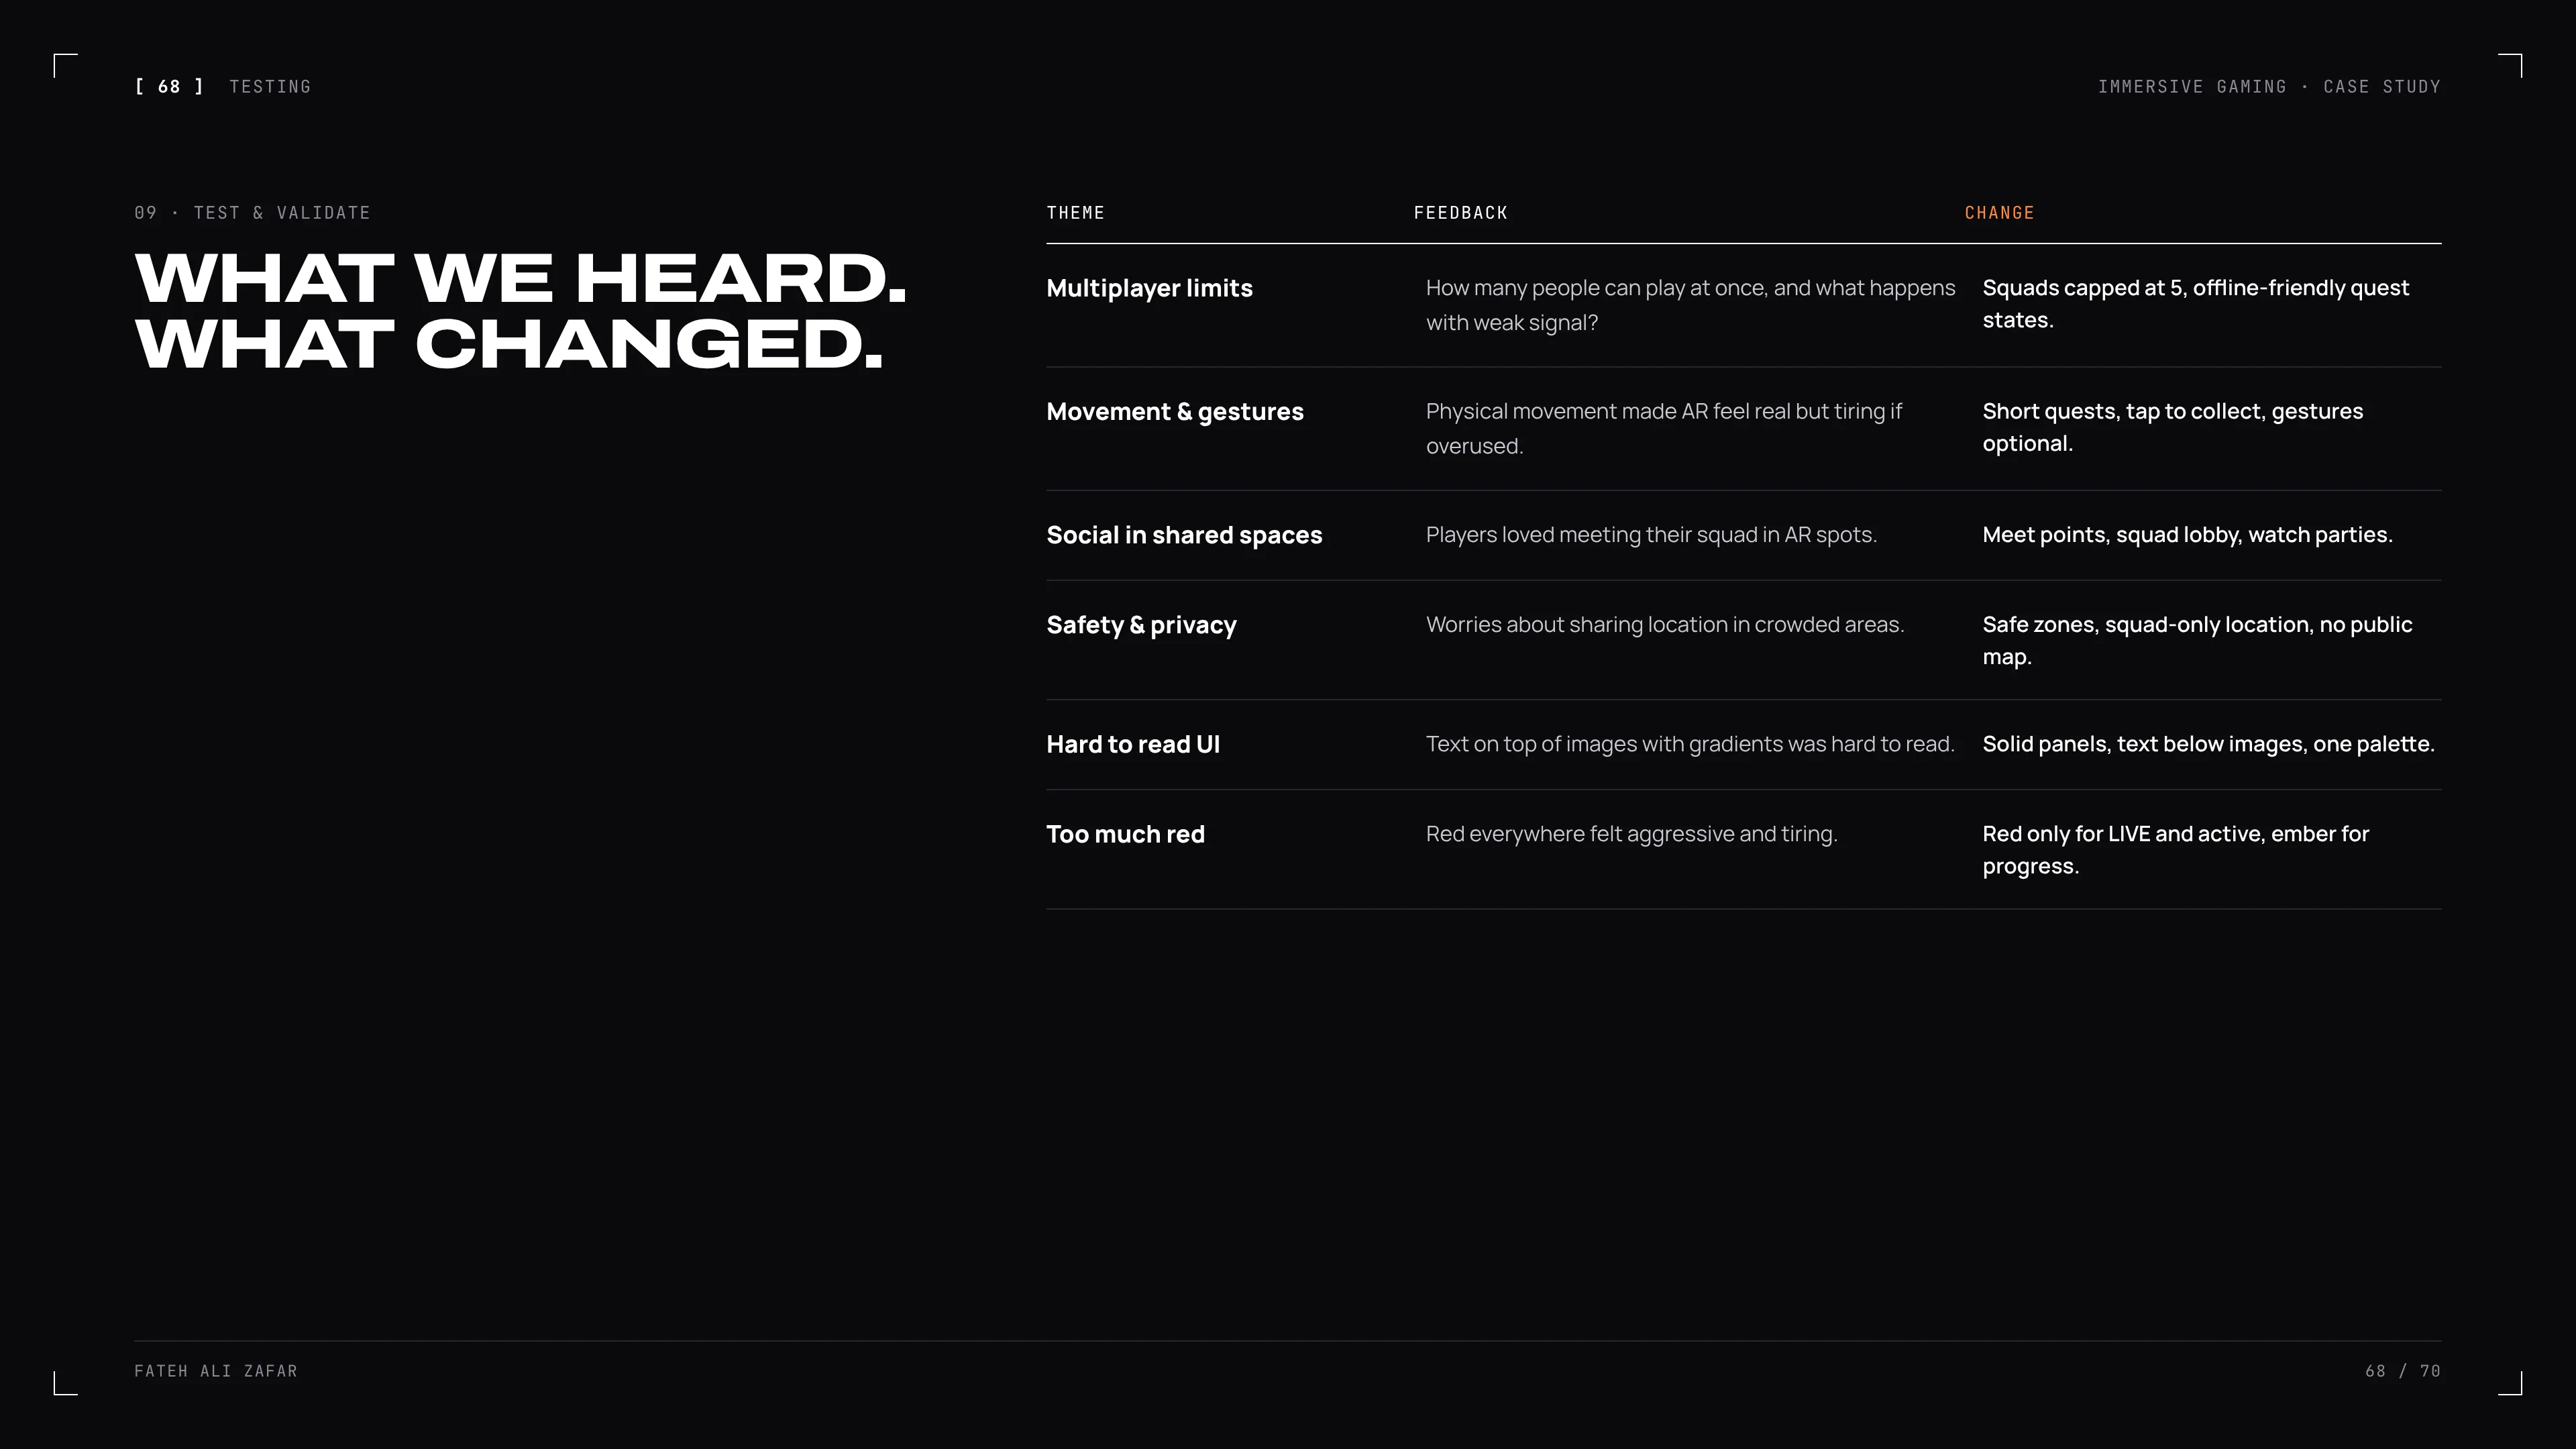 [ 68 ] TESTING
IMMERSIVE GAMING · CASE STUDY
09 · TEST & VALIDATE
WHAT WE HEARD.
WHAT CHANGED.
THEME FEEDBACK CHANGE
Multiplayer limits
How many people can play at once, and what happens
with weak signal?
Squads capped at 5, offline-friendly quest
states.
Movement & gestures
Physical movement made AR feel real but tiring if
overused.
Short quests, tap to collect, gestures
optional.
Social in shared spaces
Players loved meeting their squad in AR spots.
Meet points, squad lobby, watch parties.
Safety & privacy
Worries about sharing location in crowded areas.
Safe zones, squad-only location, no public
map.
Hard to read UI
Text on top of images with gradients was hard to read.
Solid panels, text below images, one palette.
Too much red
Red everywhere felt aggressive and tiring.
Red only for LIVE and active, ember for
progress.
FATEH ALI ZAFAR
68 / 70